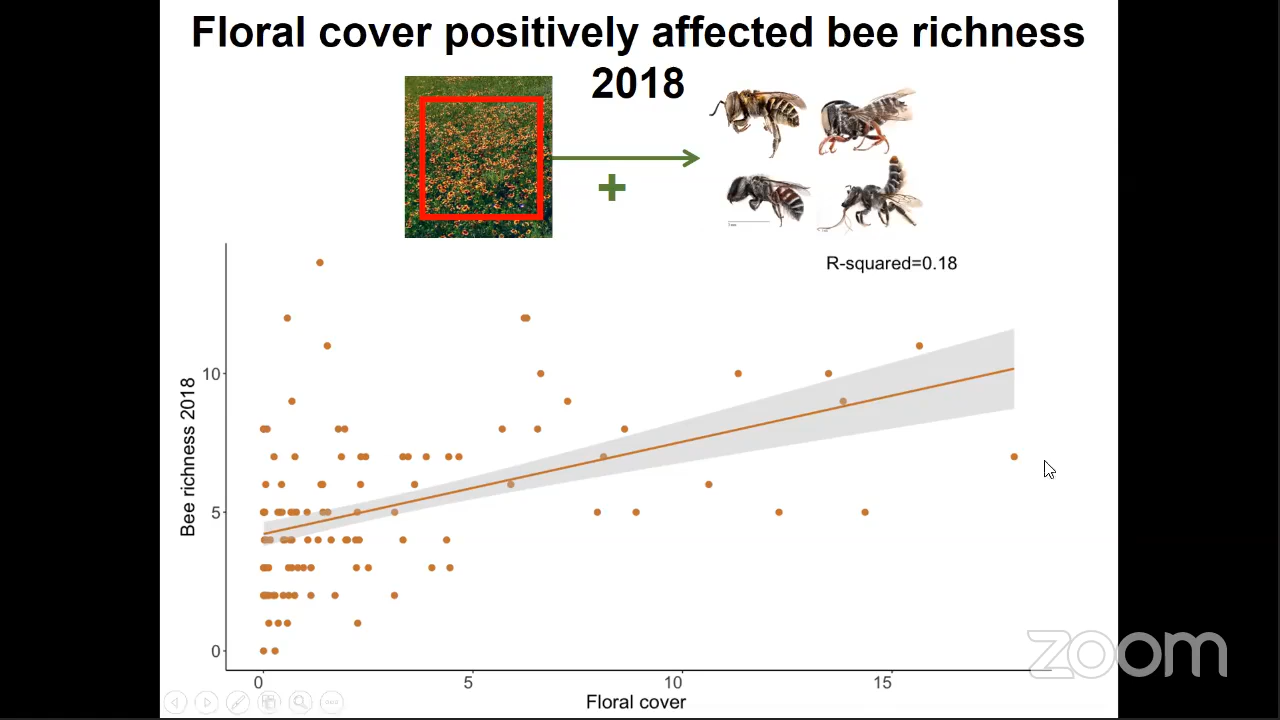 Floral cover positively affected bee richness
2018
R-squared=0.18
Bee richness 2018
10
5
0
0
5
10
15
Floral cover
zoom